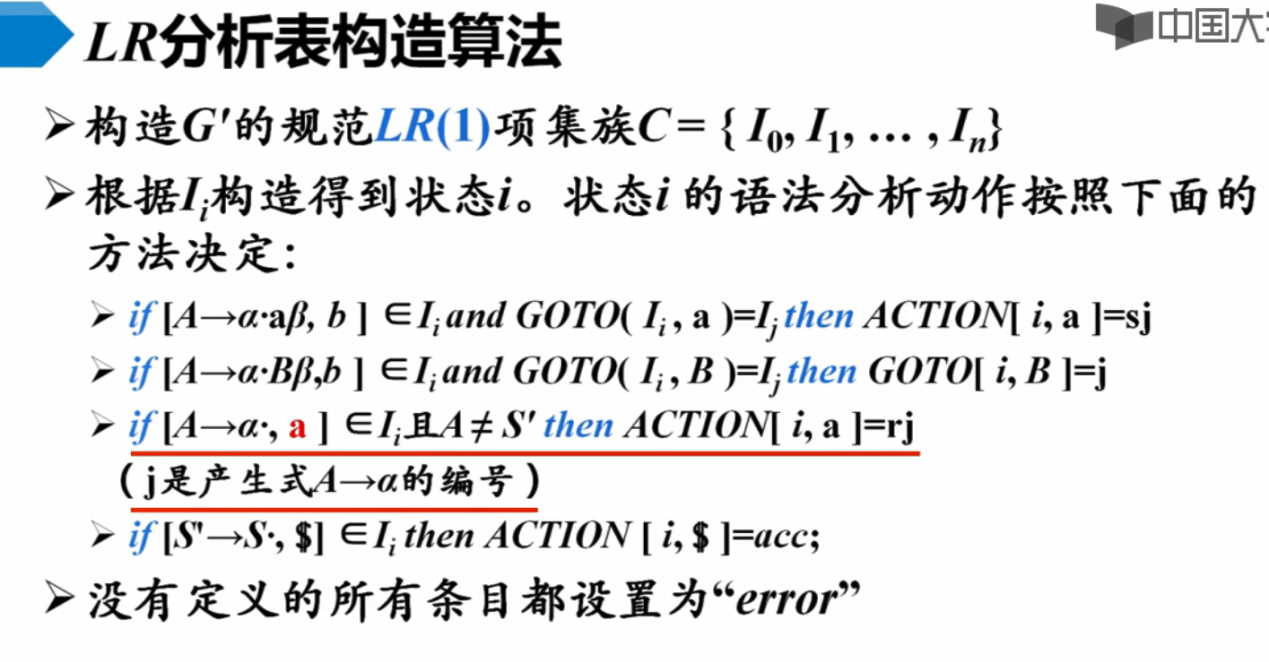 LR分析表构造算法
中国大
➢构造G'的规范LR(1)项集族C = { I₀, I₁, … , Iₙ}
➢根据Iᵢ构造得到状态i。状态i 的语法分析动作按照下面的
方法决定:
➢ if [A→α·aβ, b ] ∈Iᵢ and GOTO( Iᵢ , a )=Iⱼ then ACTION[ i, a ]=sj
➢ if [A→α·Bβ,b ] ∈Iᵢ and GOTO( Iᵢ , B )=Iⱼ then GOTO[ i, B ]=j
➢ if [A→α·, a ] ∈Iᵢ且A ≠ S' then ACTION[ i, a ]=rj
(j是产生式A→α的编号)
➢ if [S'→S·, $] ∈Iᵢ then ACTION [ i, $ ]=acc;
➢没有定义的所有条目都设置为“error”